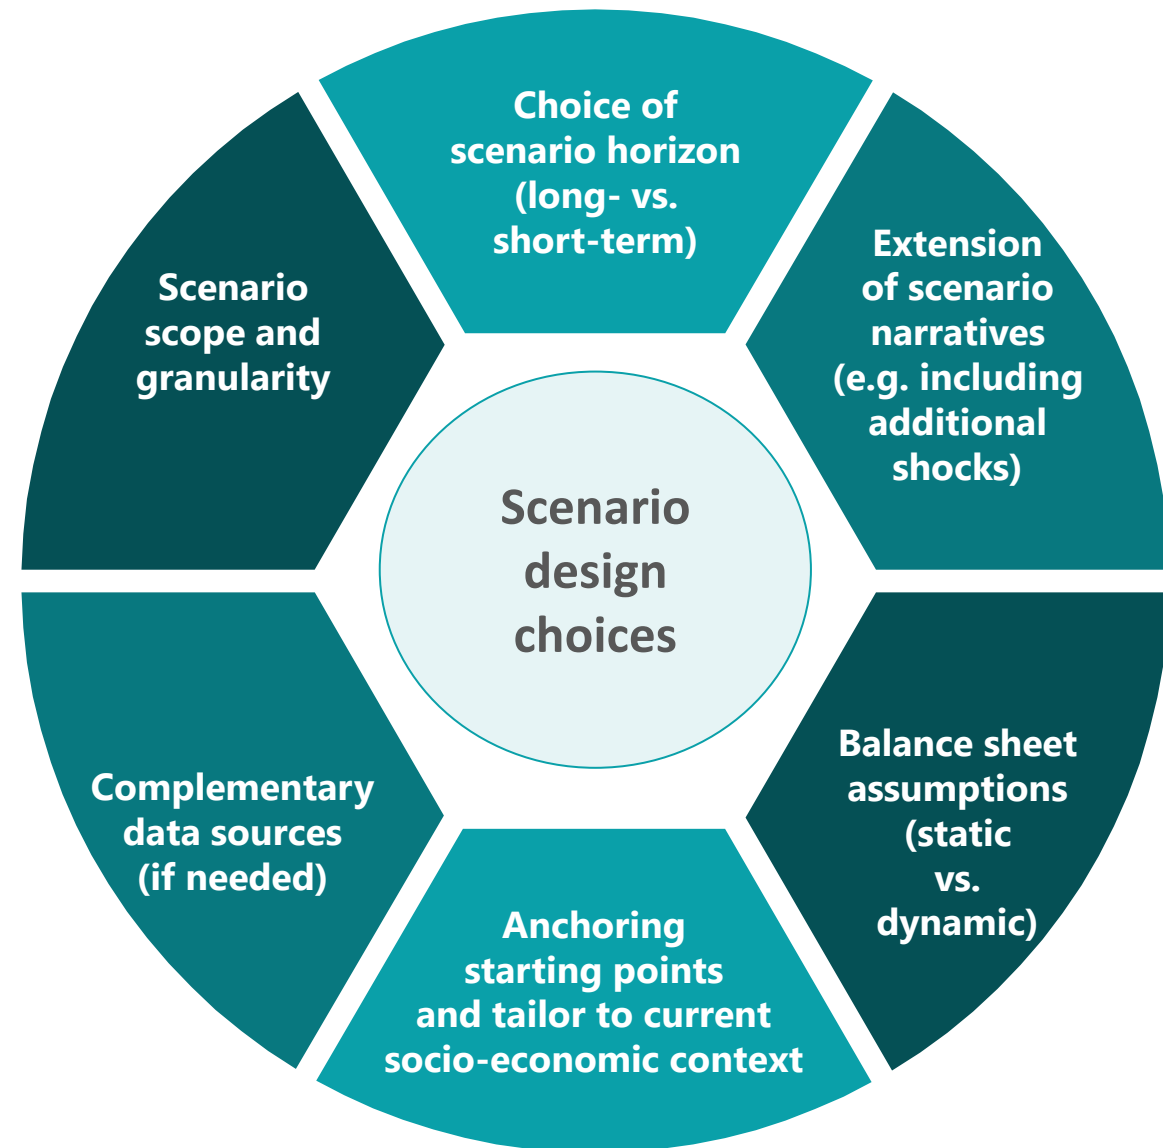 Choice of
scenario horizon
(long- vs.
short-term)
Extension
of scenario
narratives
(e.g. including
additional
shocks)
Balance sheet
assumptions
(static
vs.
dynamic)
Anchoring
starting points
and tailor to current
socio-economic context
Complementary
data sources
(if needed)
Scenario
scope and
granularity
Scenario
design
choices